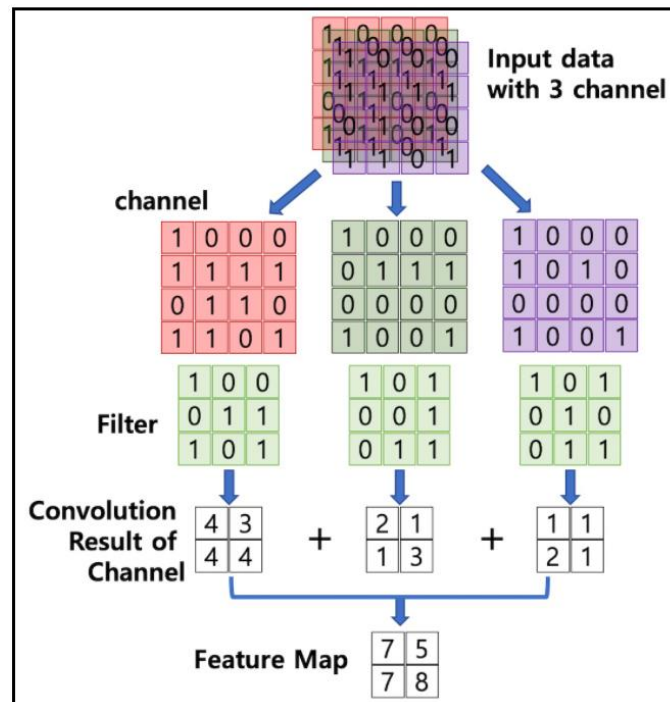 Input data
with 3 channel
channel
1 0 0 0
1 1 1 1
0 1 1 0
1 1 0 1
1 0 0 0
0 1 1 1
0 0 0 0
1 0 0 1
1 0 0 0
1 0 1 0
0 0 0 0
1 0 0 1
Filter
1 0 0
0 1 1
1 0 1
1 0 1
0 0 1
0 1 1
1 0 1
0 1 0
0 1 1
Convolution
Result of
Channel
4 3
4 4
+
2 1
1 3
+
1 1
2 1
Feature Map
7 5
7 8